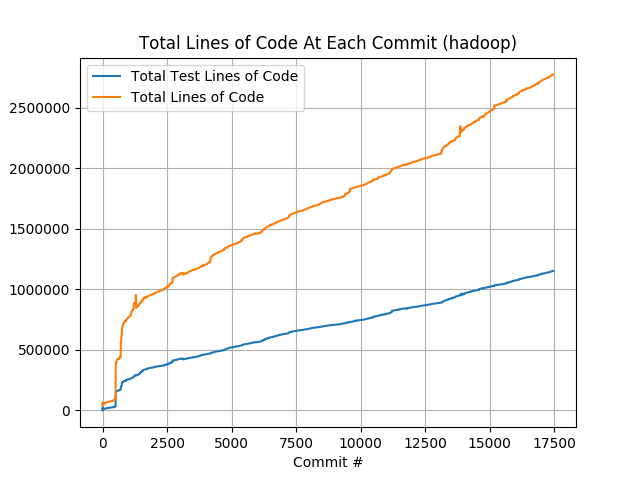 Total Lines of Code At Each Commit (hadoop)
Total Test Lines of Code
Total Lines of Code
2500000
2000000
1500000
1000000
500000
0
0 2500 5000 7500 10000 12500 15000 17500
Commit #